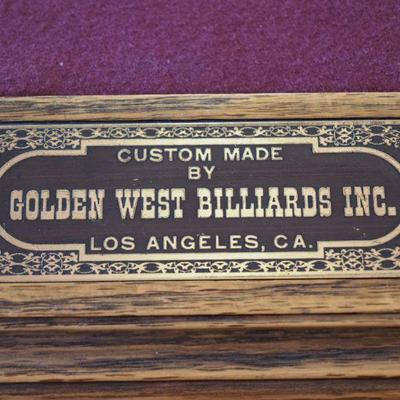 CUSTOM MADE
BY
GOLDEN WEST BILLIARDS INC.
LOS ANGELES, CA.